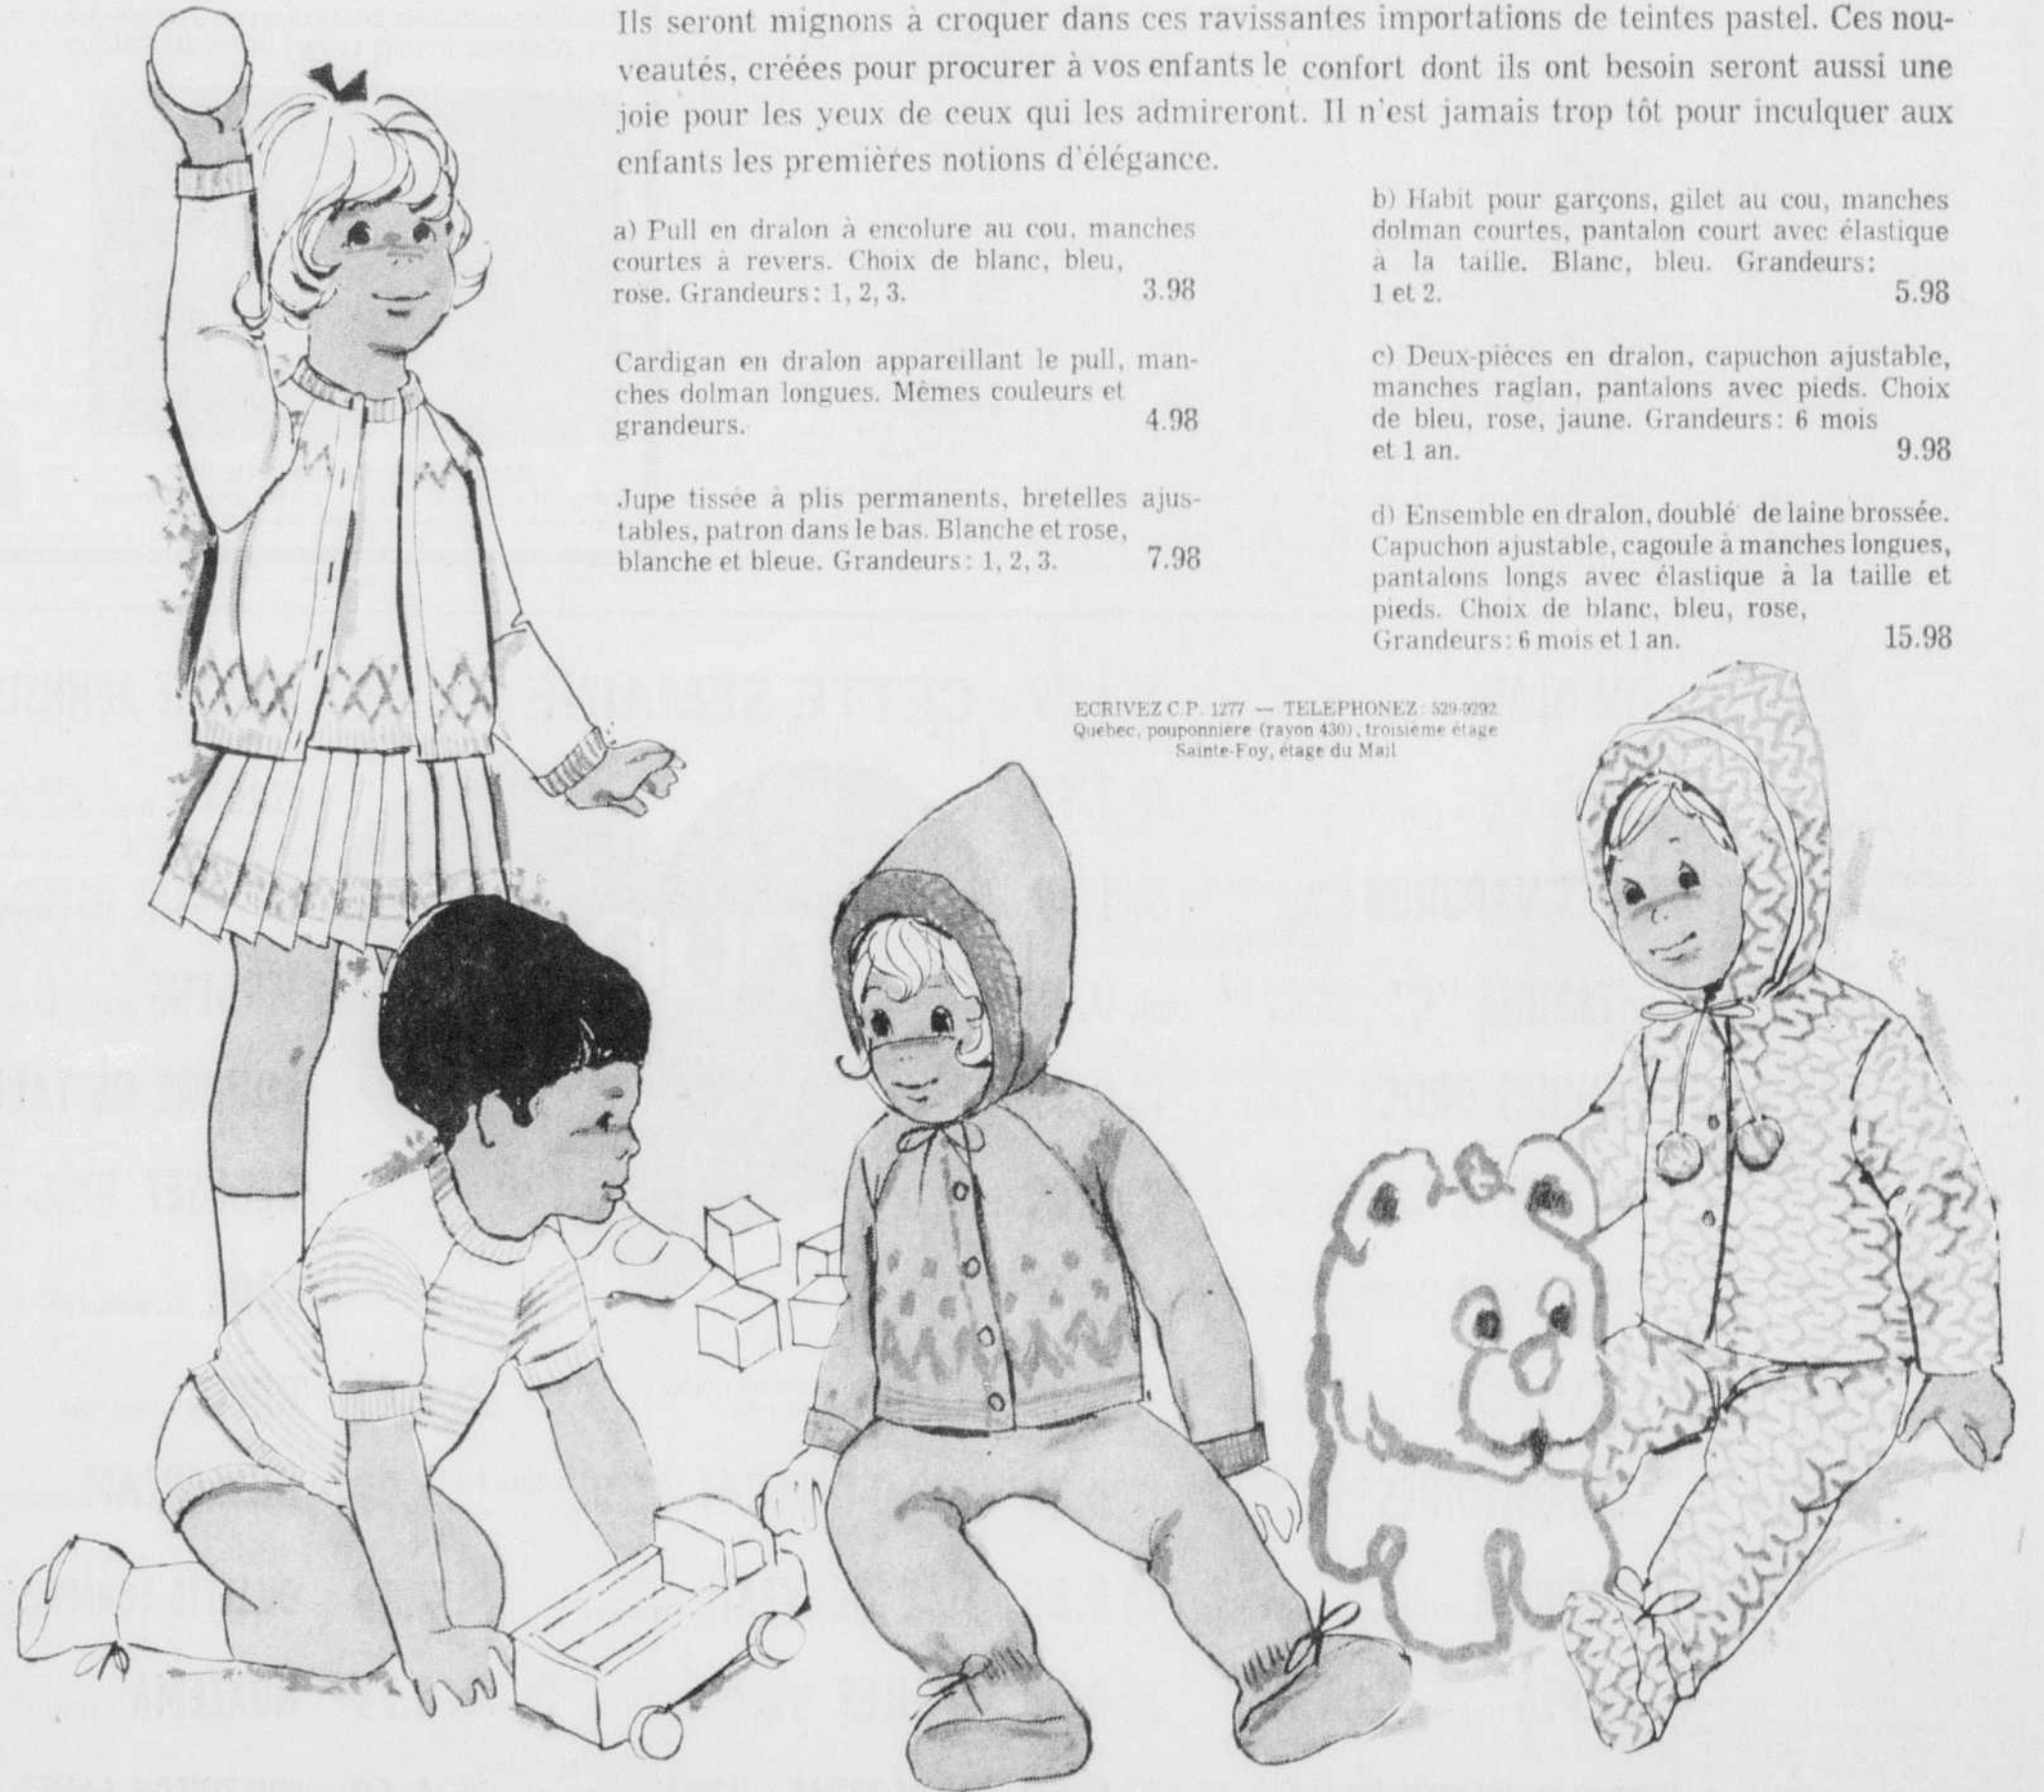 Ils seront mignons à croquer dans ces ravissantes importations de teintes pastel. Ces nou-
veautés, créées pour procurer à vos enfants le confort dont ils ont besoin seront aussi une
joie pour les yeux de ceux qui les admireront. Il n'est jamais trop tôt pour inculquer aux
enfants les premières notions d'élégance.
a) Pull en dralon à encolure au cou, manches
courtes à revers. Choix de blanc, bleu,
rose. Grandeurs: 1, 2, 3. 3.98
Cardigan en dralon appareillant le pull, man-
ches dolman longues. Mêmes couleurs et
grandeurs. 4.98
Jupe tissée à plis permanents, bretelles ajus-
tables, patron dans le bas. Blanche et rose,
blanche et bleue. Grandeurs: 1, 2, 3. 7.98
b) Habit pour garçons, gilet au cou, manches
dolman courtes, pantalon court avec élastique
à la taille. Blanc, bleu. Grandeurs:
1 et 2. 5.98
c) Deux-pièces en dralon, capuchon ajustable,
manches raglan, pantalons avec pieds. Choix
de bleu, rose, jaune. Grandeurs: 6 mois
et 1 an. 9.98
d) Ensemble en dralon, doublé de laine brossée.
Capuchon ajustable, cagoule à manches longues,
pantalons longs avec élastique à la taille et
pieds. Choix de blanc, bleu, rose,
Grandeurs: 6 mois et 1 an. 15.98
ECRIVEZ C.P. 1277 — TELEPHONEZ: 529-9292
Québec, pouponnière (rayon 430), troisième étage
Sainte-Foy, étage du Mail